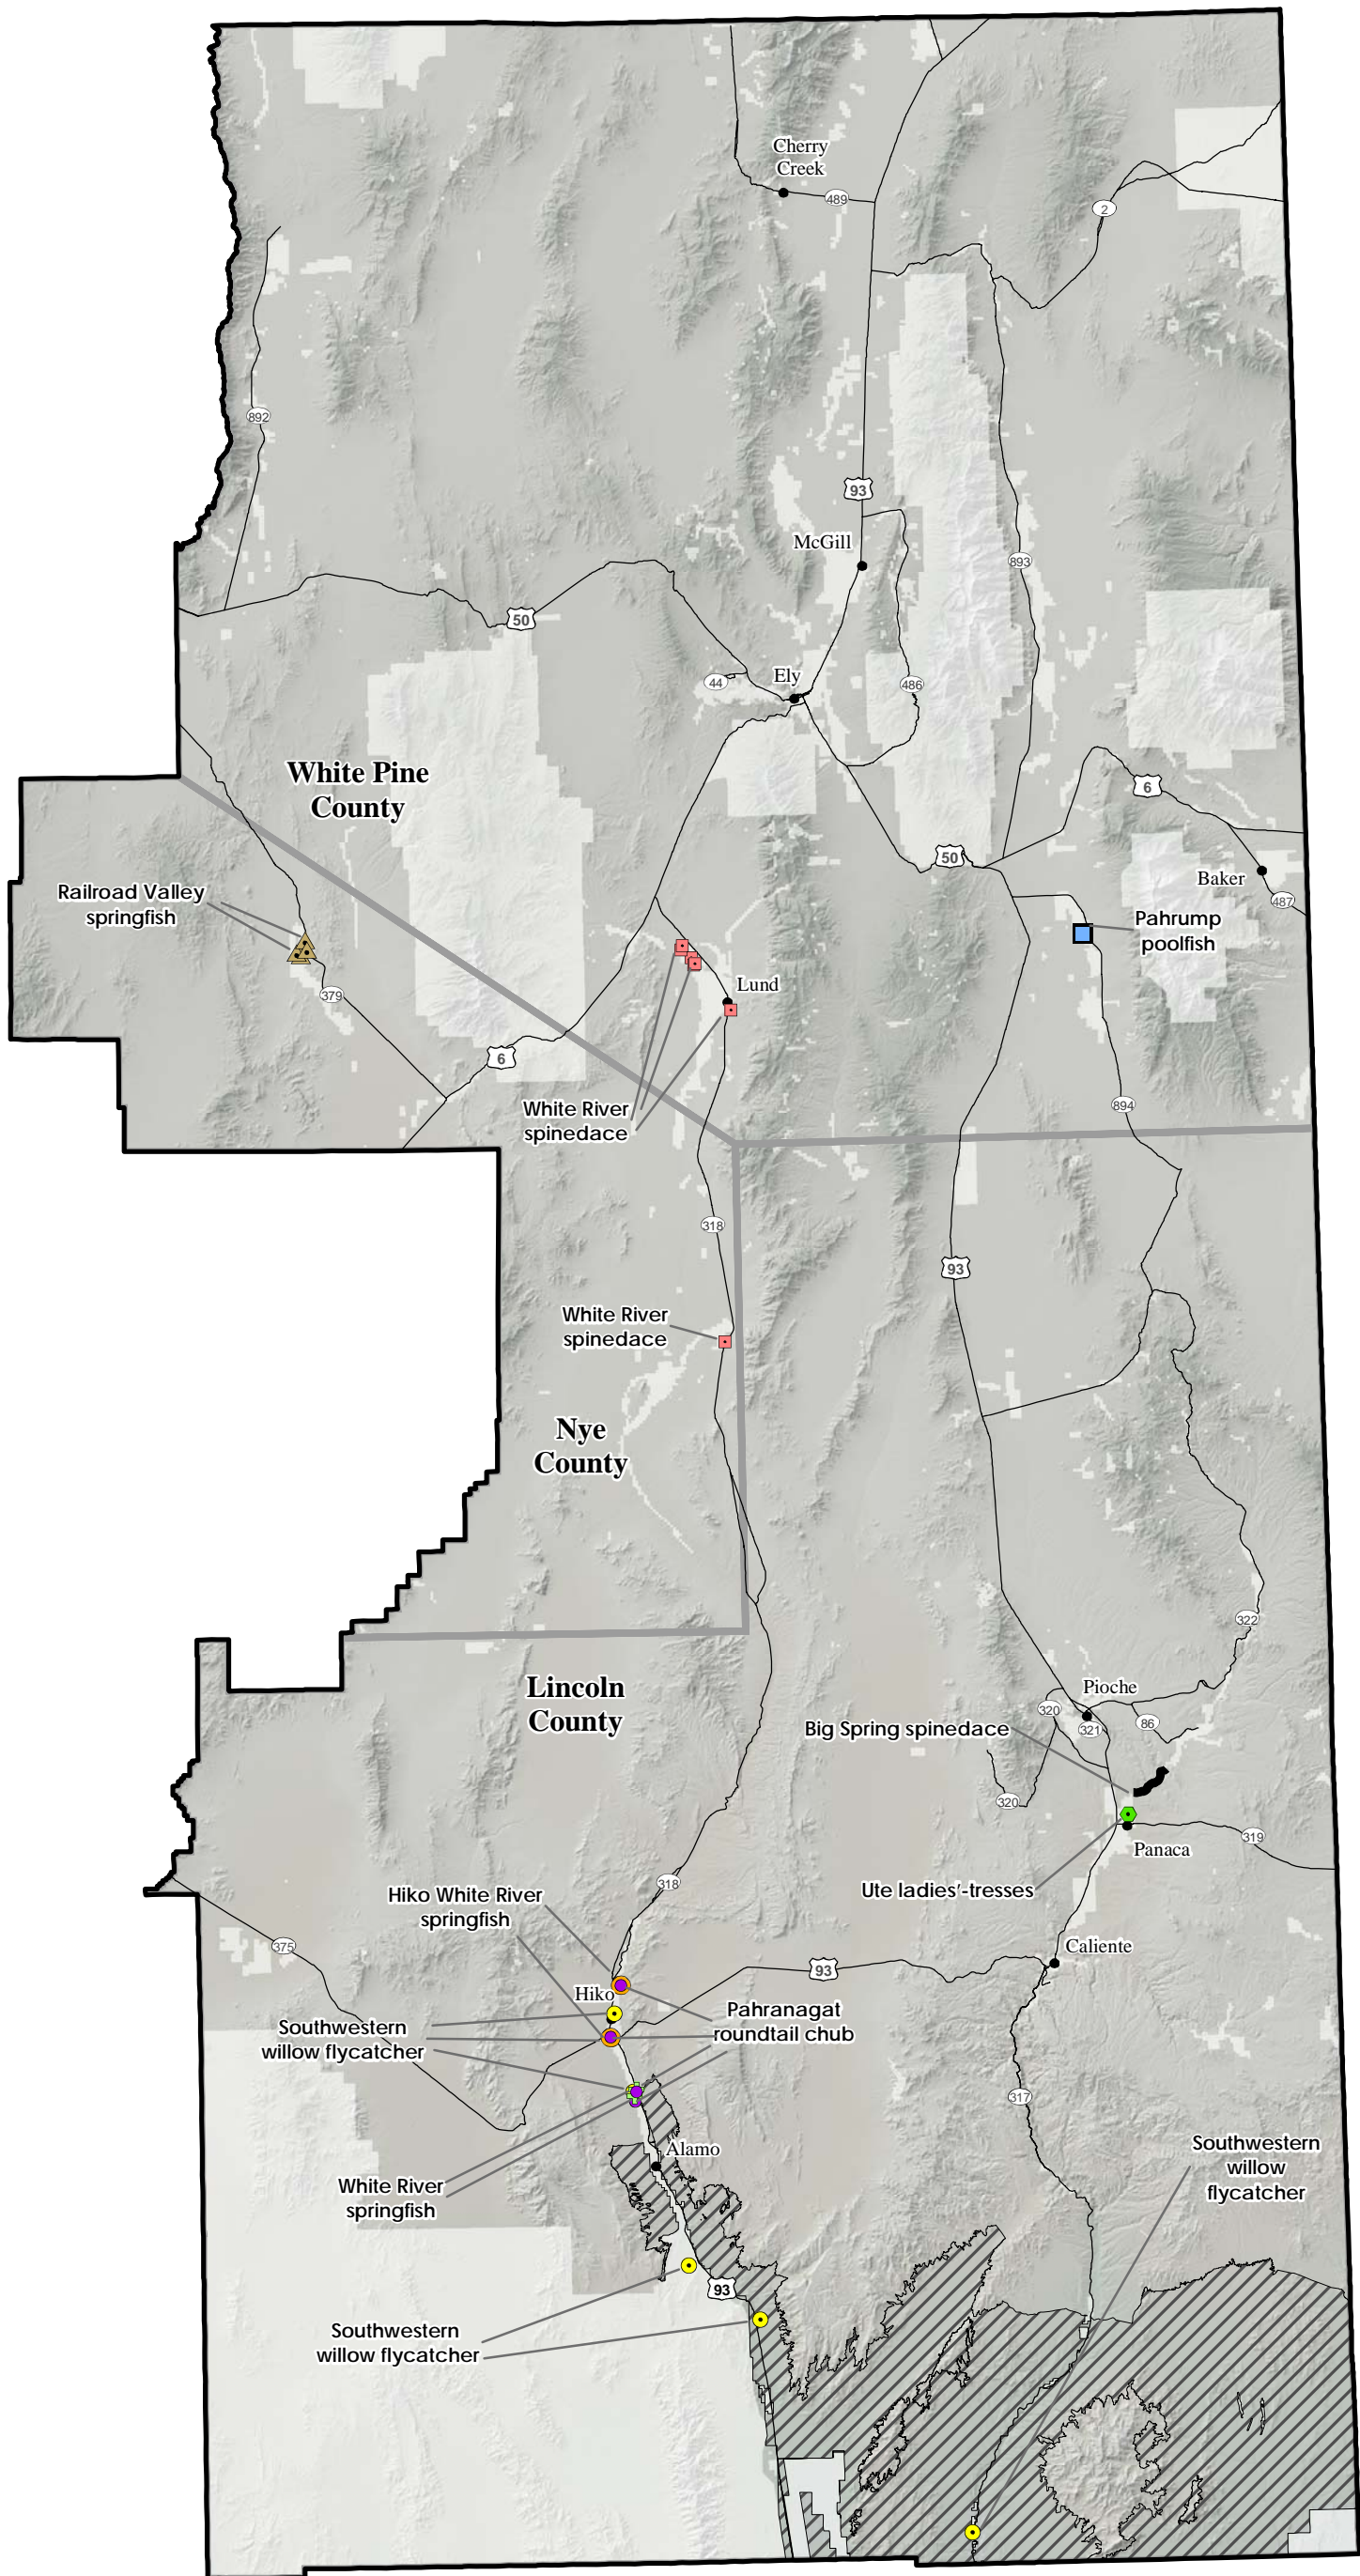 Cherry
Creek
489
2
892
93
McGill
893
50
Ely
44
486
White Pine
County
6
50
Baker
487
Railroad Valley
springfish
Pahrump
poolfish
Lund
379
6
White River
spinedace
894
318
93
White River
spinedace
Nye
County
322
Lincoln
County
Pioche
320
321
86
Big Spring spinedace
320
319
Panaca
318
Ute ladies'-tresses
Hiko White River
springfish
375
Caliente
93
Hiko
Pahranagat
roundtail chub
Southwestern
willow flycatcher
317
Alamo
Southwestern
willow
flycatcher
White River
springfish
93
Southwestern
willow flycatcher